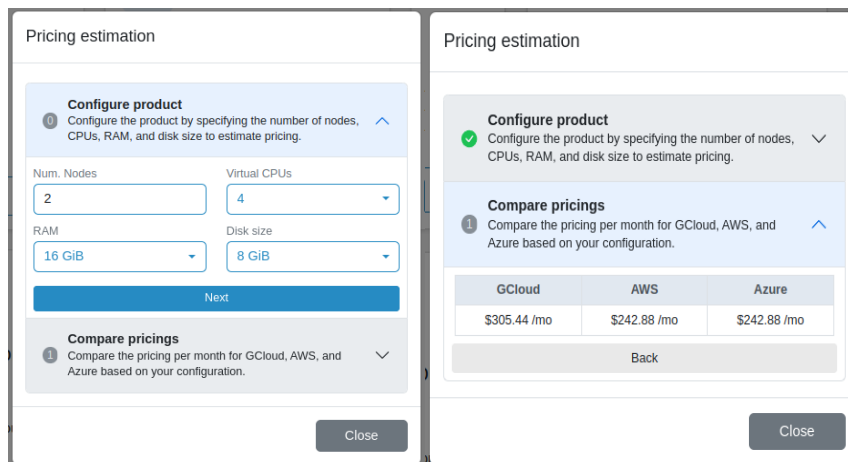 Pricing estimation
0
Configure product
Configure the product by specifying the number of nodes,
CPUs, RAM, and disk size to estimate pricing.
Num. Nodes
Virtual CPUs
2
4
RAM
Disk size
16 GiB
8 GiB
Next
1
Compare pricings
Compare the pricing per month for GCloud, AWS, and
Azure based on your configuration.
Close
Pricing estimation
Configure product
Configure the product by specifying the number of nodes,
CPUs, RAM, and disk size to estimate pricing.
1
Compare pricings
Compare the pricing per month for GCloud, AWS, and
Azure based on your configuration.
GCloud AWS Azure
$305.44 /mo $242.88 /mo $242.88 /mo
Back
Close